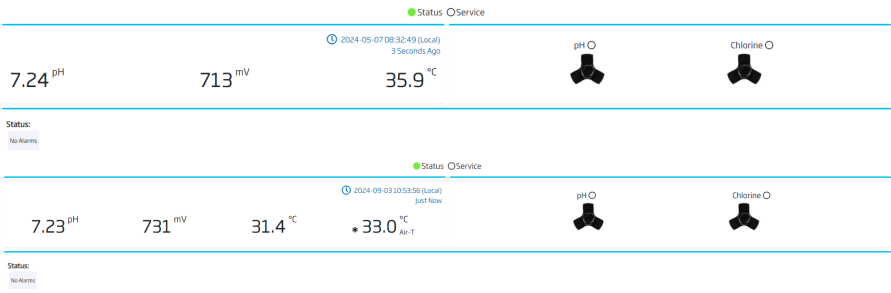 Status Service
2024-05-07 08:32:49 (Local)
3 Seconds Ago
7.24 pH 713 mV 35.9 °C
pH Chlorine
Status:
No Alarms
Status Service
2024-09-03 10:53:56 (Local)
Just Now
7.23 pH 731 mV 31.4 °C * 33.0 °C Air-T
pH Chlorine
Status:
No Alarms